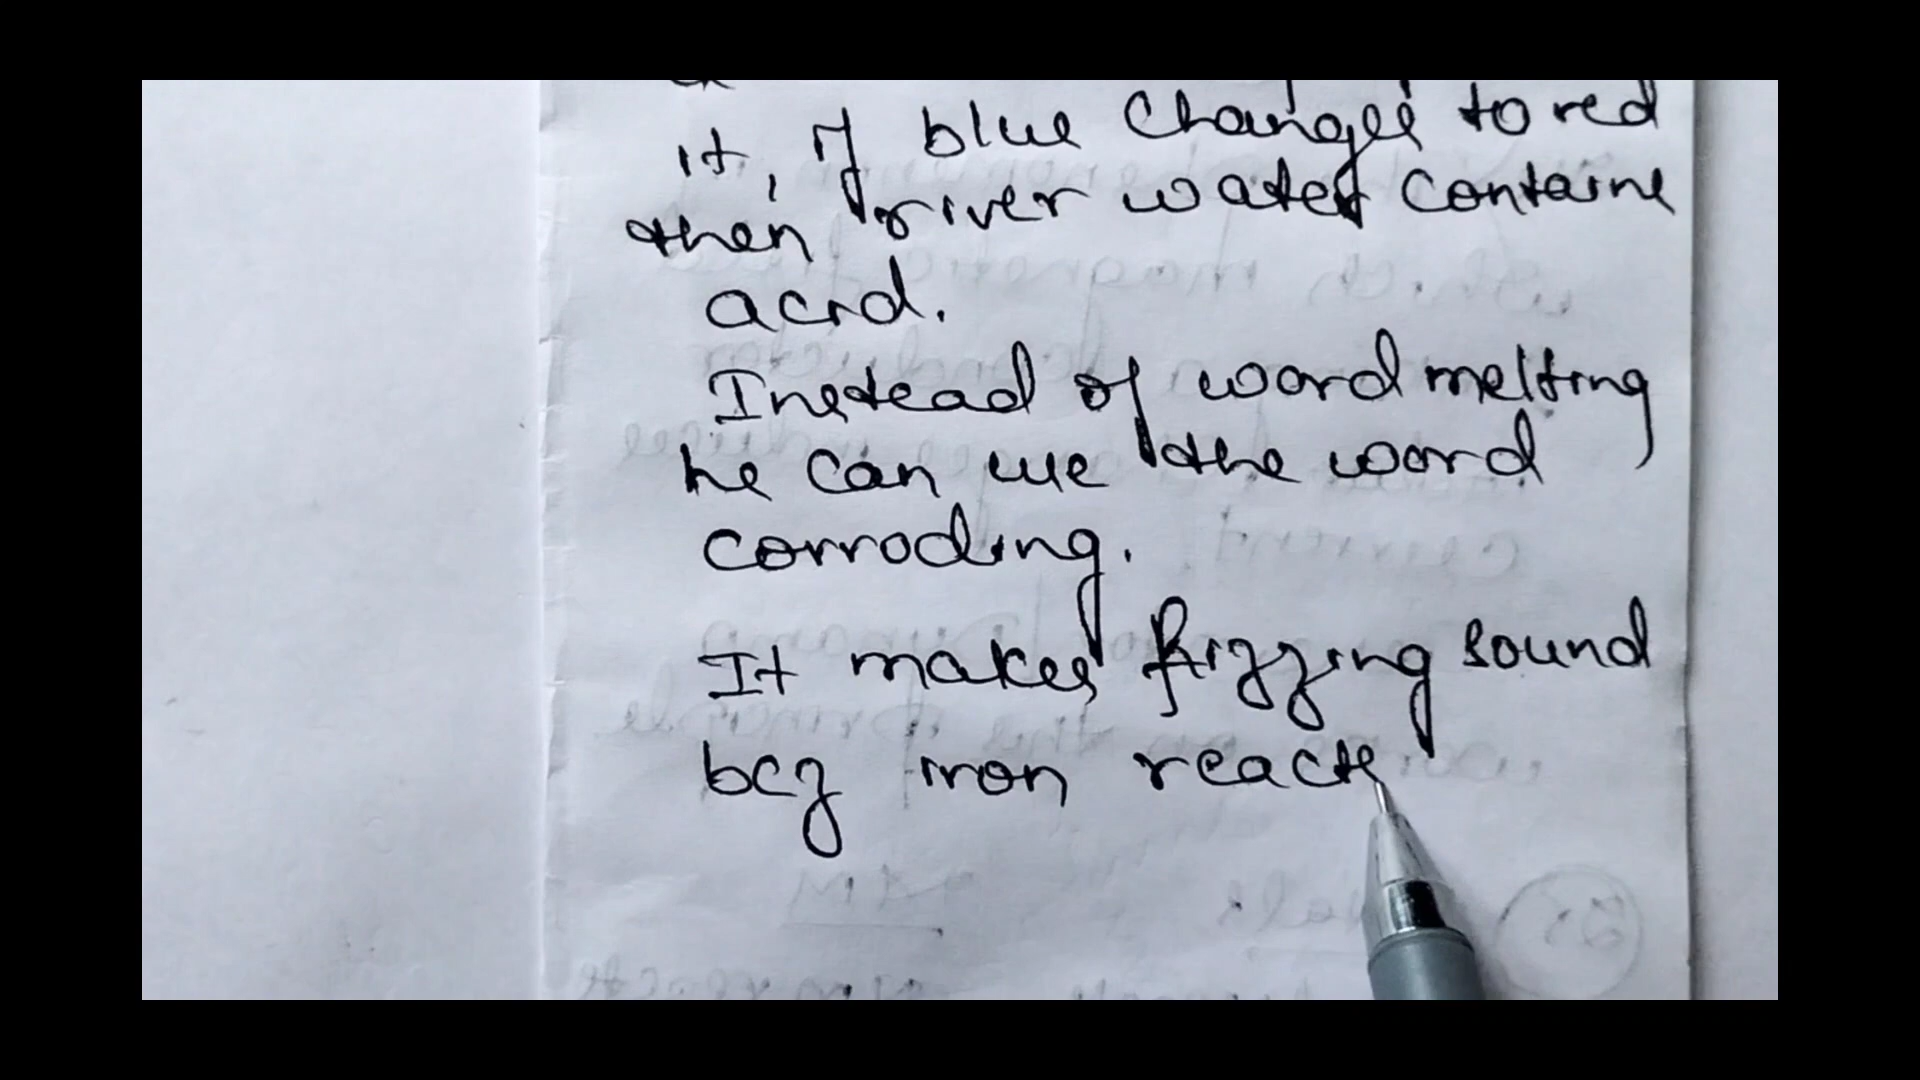 it, if blue changes to red
then river water contains
acid.
Instead of word melting
he can use the word
corroding.
It makes fizzing sound
bcz iron reacts